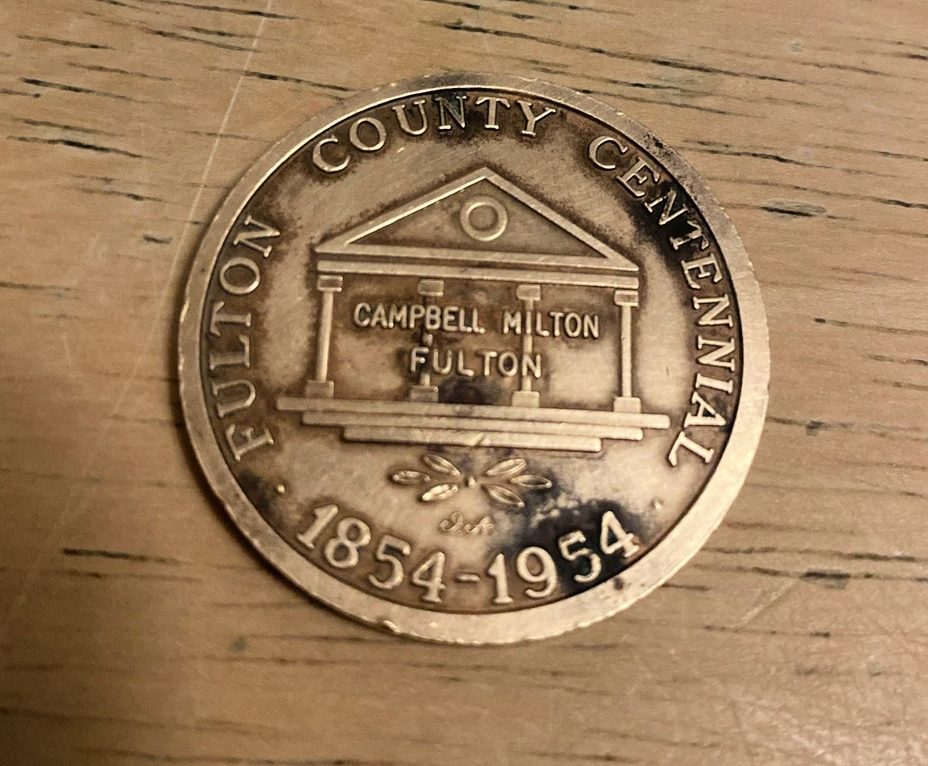 FULTON COUNTY CENTENNIAL
CAMPBELL MILTON
FULTON
1854-1954